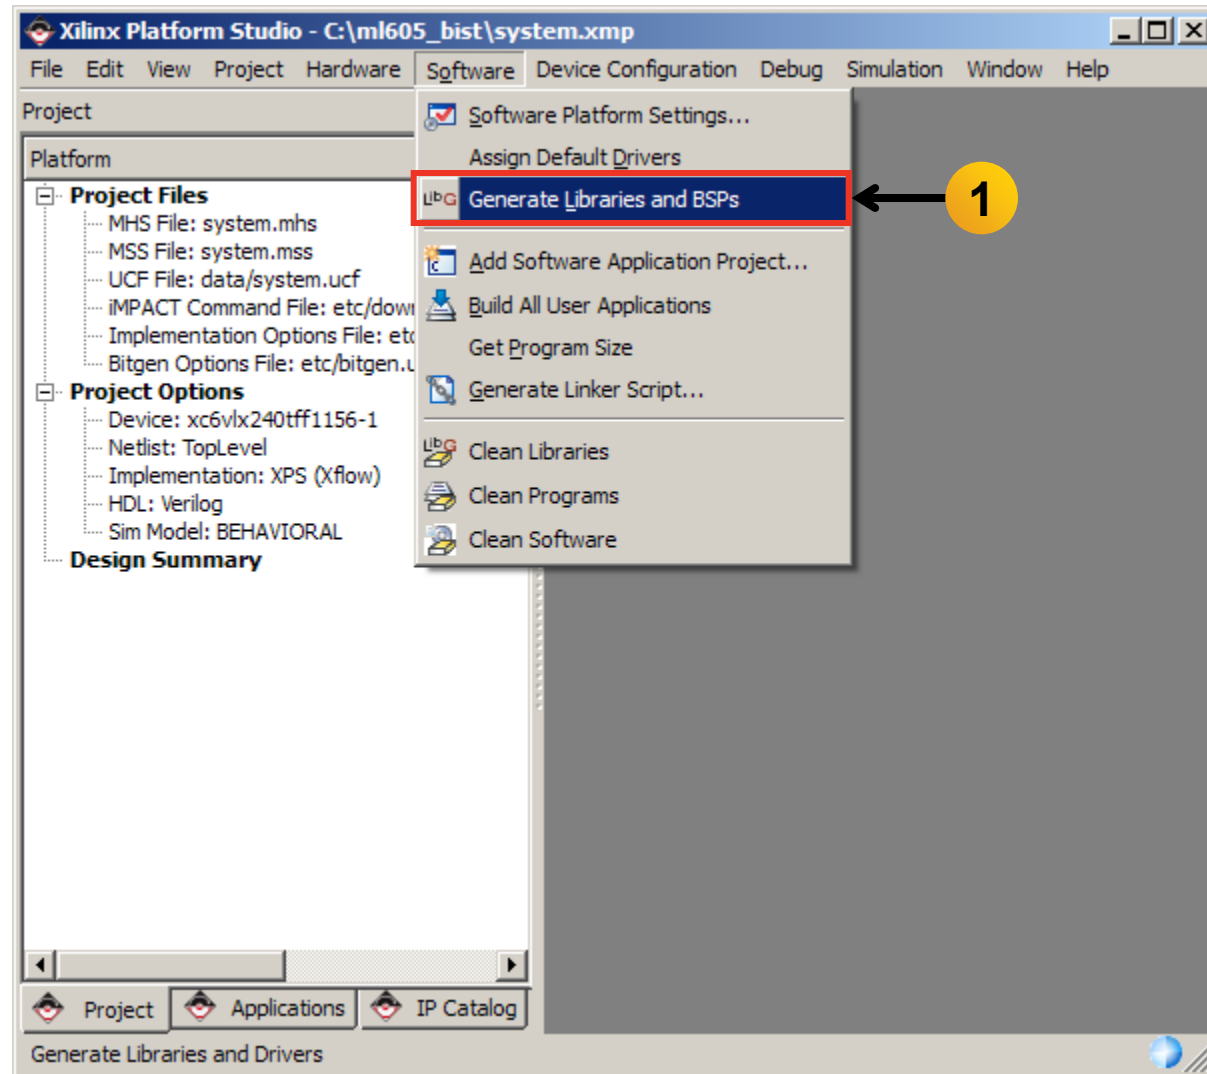 Xilinx Platform Studio - C:\ml605_bist\system.xmp
File Edit View Project Hardware Software Device Configuration Debug Simulation Window Help
Project
Platform
Project Files
MHS File: system.mhs
MSS File: system.mss
UCF File: data/system.ucf
iMPACT Command File: etc/dow
Implementation Options File: etc
Bitgen Options File: etc/bitgen.u
Project Options
Device: xc6vlx240tff1156-1
Netlist: TopLevel
Implementation: XPS (Xflow)
HDL: Verilog
Sim Model: BEHAVIORAL
Design Summary
Software Platform Settings...
Assign Default Drivers
LibG Generate Libraries and BSPs
1
Add Software Application Project...
Build All User Applications
Get Program Size
Generate Linker Script...
LibG Clean Libraries
Clean Programs
Clean Software
Project Applications IP Catalog
Generate Libraries and Drivers